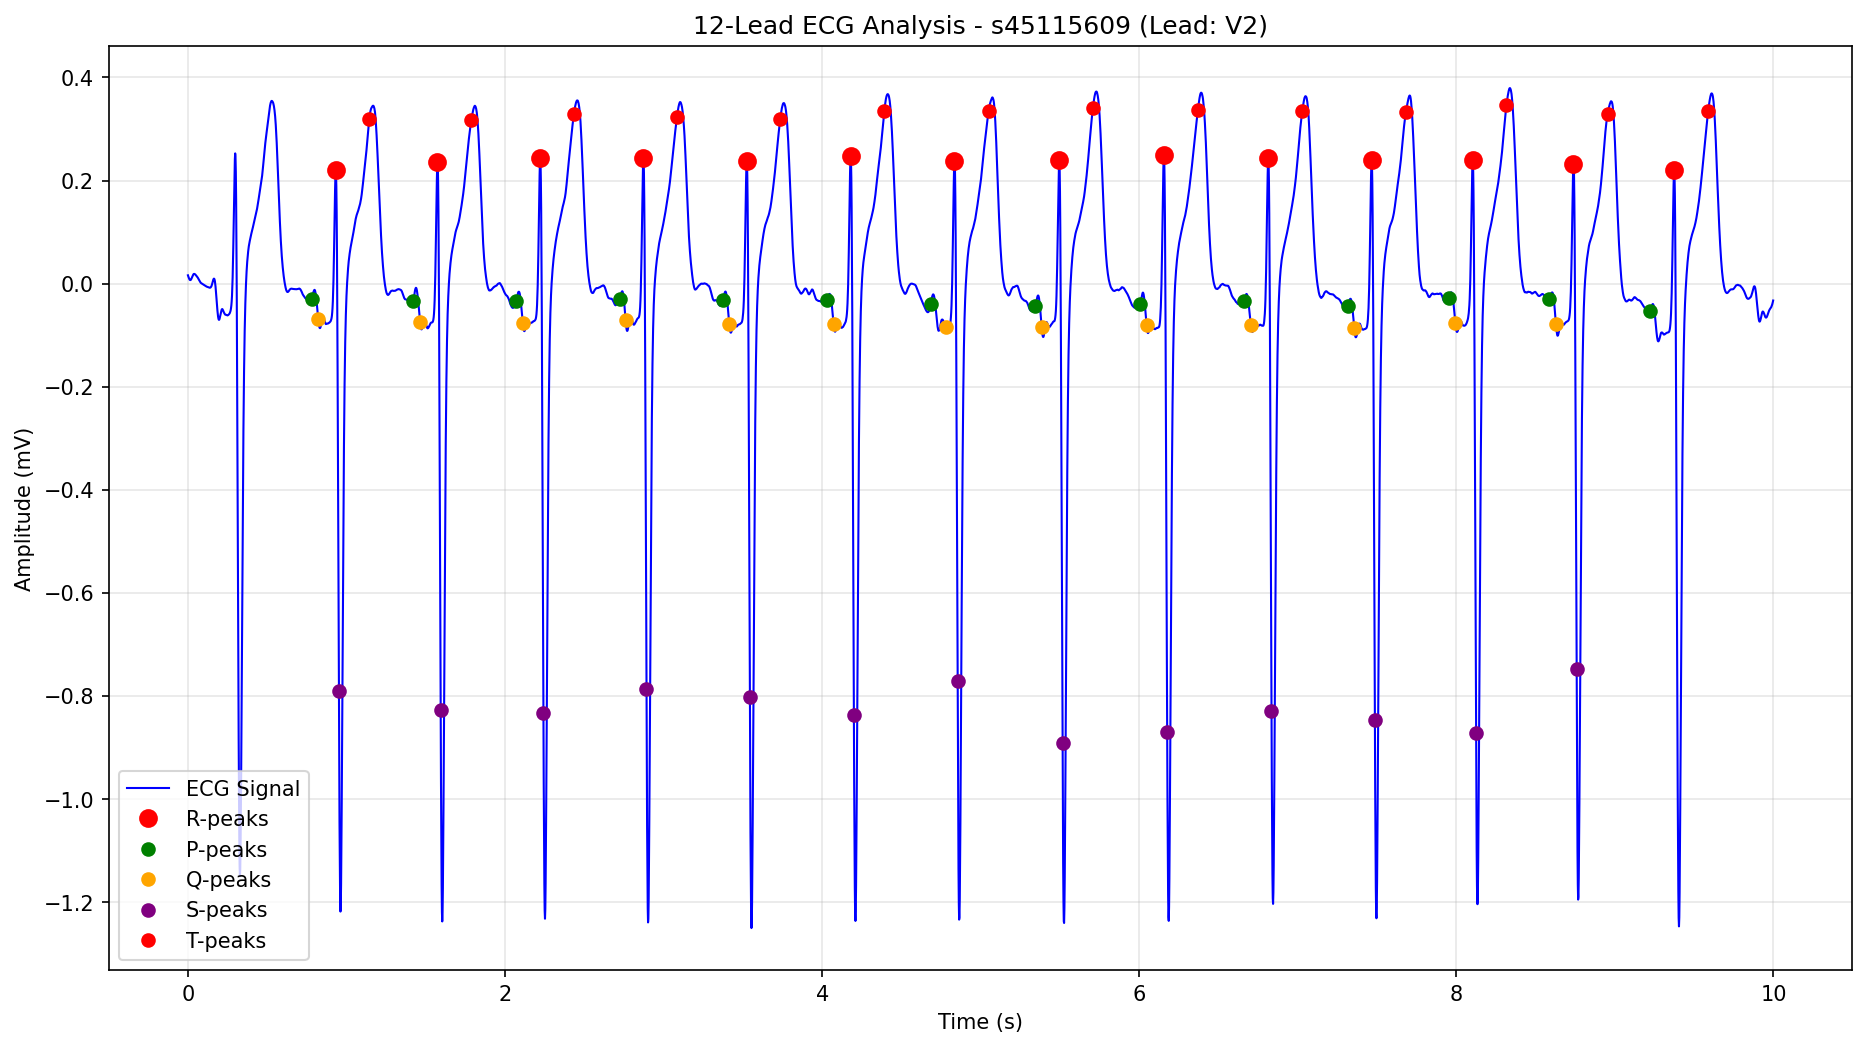 12-Lead ECG Analysis - s45115609 (Lead: V2)
Amplitude (mV)
0.4
0.2
0.0
−0.2
−0.4
−0.6
−0.8
−1.0
−1.2
ECG Signal
R-peaks
P-peaks
Q-peaks
S-peaks
T-peaks
0 2 4 6 8 10
Time (s)